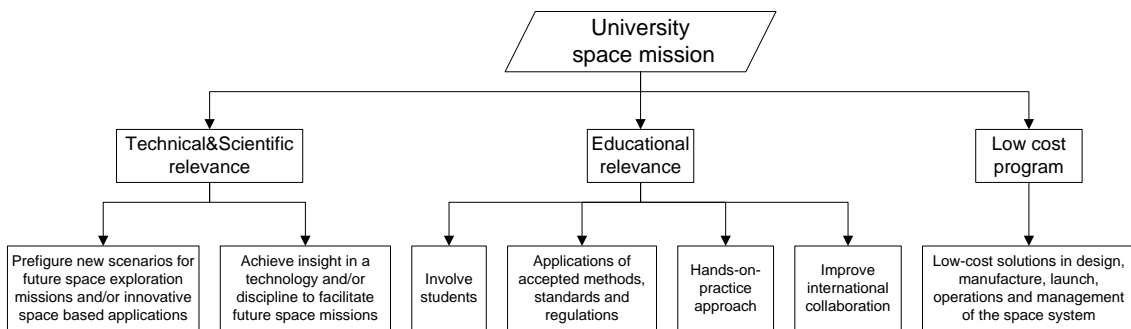 University
space mission
Technical&Scientific
relevance
Educational
relevance
Low cost
program
Prefigure new scenarios for
future space exploration
missions and/or innovative
space based applications
Achieve insight in a
technology and/or
discipline to facilitate
future space missions
Involve
students
Applications of
accepted methods,
standards and
regulations
Hands-on-
practice
approach
Improve
international
collaboration
Low-cost solutions in design,
manufacture, launch,
operations and management
of the space system